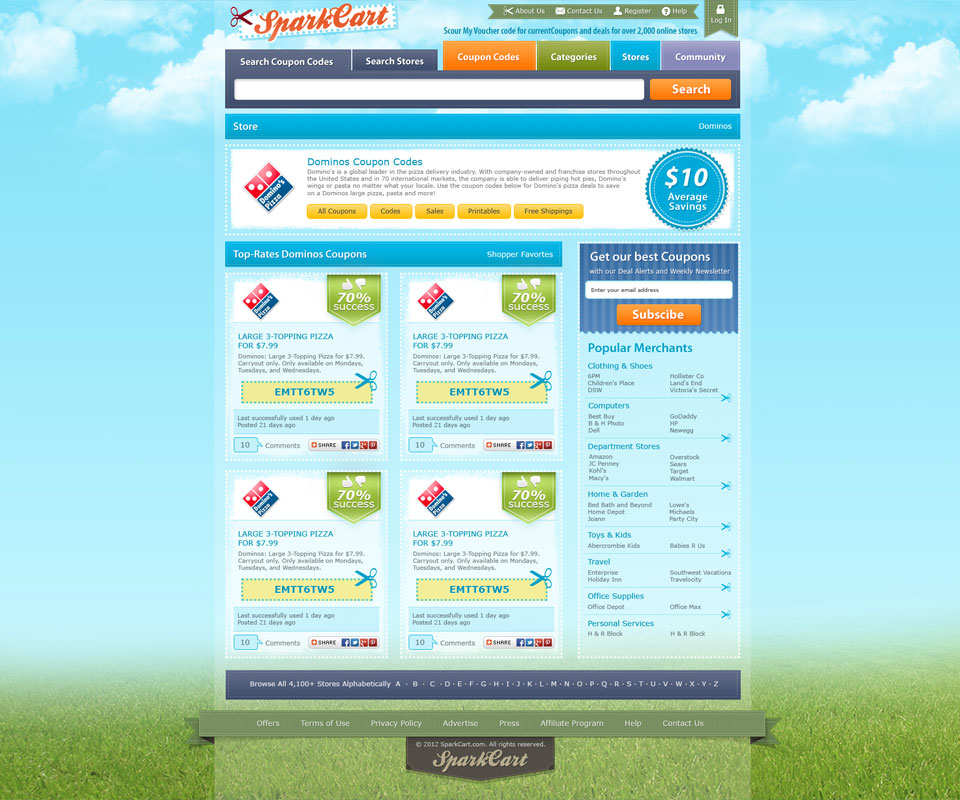 SparkCart
About Us Contact Us Register Help
Log In
Scour My Voucher code for currentCoupons and deals for over 2,000 online stores
Search Coupon Codes Search Stores Coupon Codes Categories Stores Community
Search
Store Dominos
Domino's Pizza
Dominos Coupon Codes
Domino's is a global leader in the pizza delivery industry. With company-owned and franchise stores throughout
the United States and in 70 international markets, the company is able to deliver piping hot pies, Domino's
wings or pasta no matter what your locale. Use the coupon codes below for Domino's pizza deals to save
on a Dominos large pizza, pasta and more!
All Coupons Codes Sales Printables Free Shippings
$10
Average
Savings
Top-Rates Dominos Coupons Shopper Favortes
Domino's Pizza
70%
success
LARGE 3-TOPPING PIZZA
FOR $7.99
Dominos: Large 3-Topping Pizza for $7.99.
Carryout only. Only available on Mondays,
Tuesdays, and Wednesdays.
EMTT6TW5
Last successfully used 1 day ago
Posted 21 days ago
10 Comments SHARE
Domino's Pizza
70%
success
LARGE 3-TOPPING PIZZA
FOR $7.99
Dominos: Large 3-Topping Pizza for $7.99.
Carryout only. Only available on Mondays,
Tuesdays, and Wednesdays.
EMTT6TW5
Last successfully used 1 day ago
Posted 21 days ago
10 Comments SHARE
Domino's Pizza
70%
success
LARGE 3-TOPPING PIZZA
FOR $7.99
Dominos: Large 3-Topping Pizza for $7.99.
Carryout only. Only available on Mondays,
Tuesdays, and Wednesdays.
EMTT6TW5
Last successfully used 1 day ago
Posted 21 days ago
10 Comments SHARE
Domino's Pizza
70%
success
LARGE 3-TOPPING PIZZA
FOR $7.99
Dominos: Large 3-Topping Pizza for $7.99.
Carryout only. Only available on Mondays,
Tuesdays, and Wednesdays.
EMTT6TW5
Last successfully used 1 day ago
Posted 21 days ago
10 Comments SHARE
Get our best Coupons
with our Deal Alerts and Weekly Newsletter
Enter your email address
Subscibe
Popular Merchants
Clothing & Shoes
6PM Hollister Co
Children's Place Land's End
DSW Victoria's Secret
Computers
Best Buy GoDaddy
B & H Photo HP
Dell Newegg
Department Stores
Amazon Overstock
JC Penney Sears
Kohl's Target
Macy's Walmart
Home & Garden
Bed Bath and Beyond Lowe's
Home Depot Michaels
Joann Party City
Toys & Kids
Abercrombie Kids Babies R Us
Travel
Enterprise Southwest Vacations
Holiday Inn Travelocity
Office Supplies
Office Depot Office Max
Personal Services
H & R Block H & R Block
Browse All 4,100+ Stores Alphabetically A · B · C · D · E · F · G · H · I · J · K · L · M · N · O · P · Q · R · S · T · U · V · W · X · Y · Z
Offers Terms of Use Privacy Policy Advertise Press Affiliate Program Help Contact Us
© 2012 SparkCart.com. All rights reserved.
SparkCart